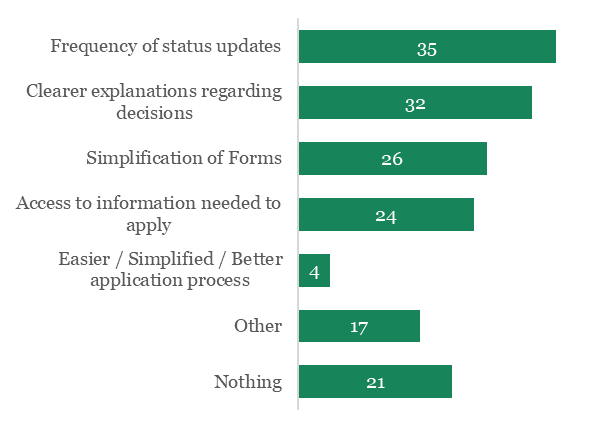 Frequency of status updates
35
Clearer explanations regarding
decisions
32
Simplification of Forms
26
Access to information needed to
apply
24
Easier / Simplified / Better
application process
4
Other
17
Nothing
21